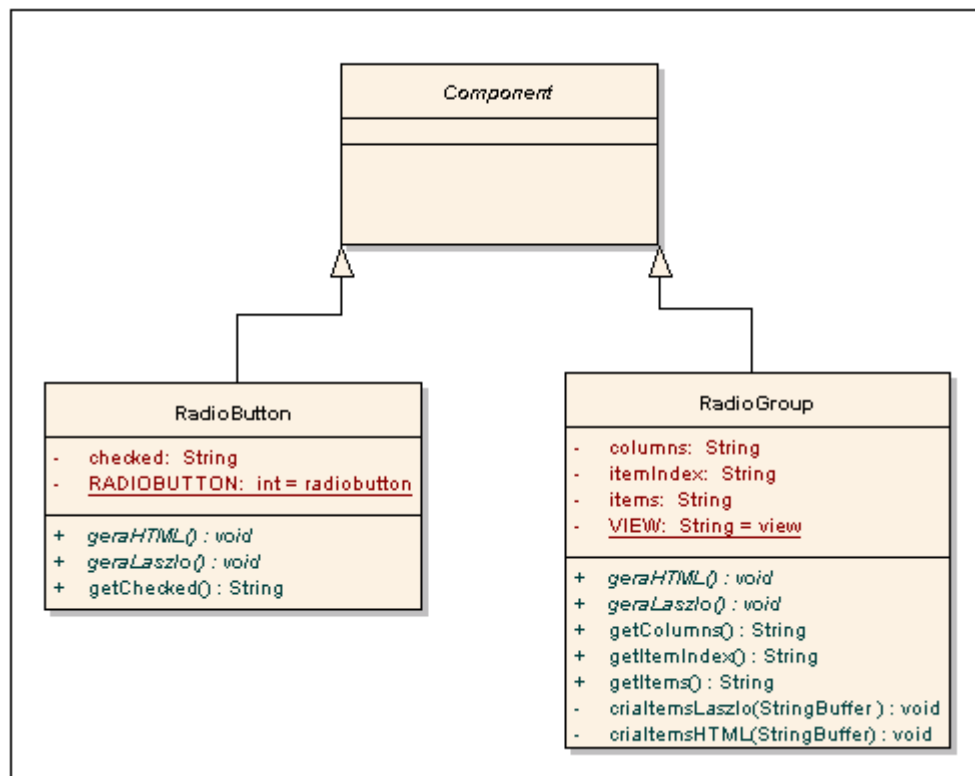 Component
RadioButton
- checked: String
- RADIOBUTTON: int = radiobutton
+ geraHTML() : void
+ geraLaszlo() : void
+ getChecked() : String
RadioGroup
- columns: String
- itemIndex: String
- items: String
- VIEW: String = view
+ geraHTML() : void
+ geraLaszlo() : void
+ getColumns() : String
+ getItemIndex() : String
+ getItems() : String
- criaItemsLaszlo(StringBuffer ) : void
- criaItemsHTML(StringBuffer) : void